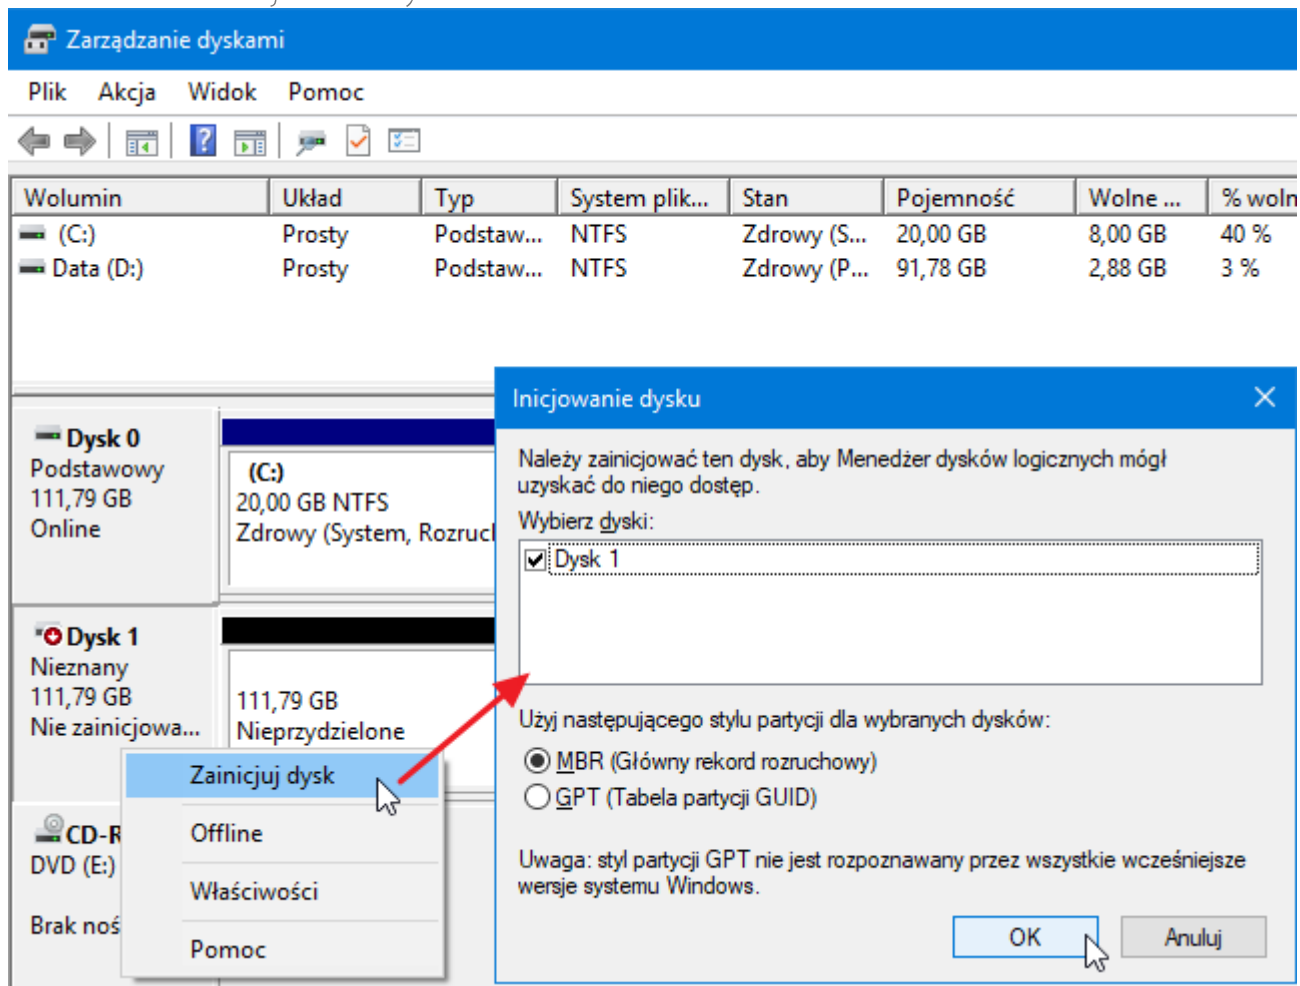 Zarządzanie dyskami
Plik Akcja Widok Pomoc
Wolumin Układ Typ System plik... Stan Pojemność Wolne ... % woln
(C:) Prosty Podstaw... NTFS Zdrowy (S... 20,00 GB 8,00 GB 40 %
Data (D:) Prosty Podstaw... NTFS Zdrowy (P... 91,78 GB 2,88 GB 3 %
Dysk 0
Podstawowy
111,79 GB
Online
(C:)
20,00 GB NTFS
Zdrowy (System, Rozruch
Dysk 1
Nieznany
111,79 GB
Nie zainicjowa...
111,79 GB
Nieprzydzielone
Zainicjuj dysk
Offline
Właściwości
Pomoc
CD-R
DVD (E:)
Brak noś
Inicjowanie dysku
Należy zainicjować ten dysk, aby Menedżer dysków logicznych mógł
uzyskać do niego dostęp.
Wybierz dyski:
Dysk 1
Użyj następującego stylu partycji dla wybranych dysków:
MBR (Główny rekord rozruchowy)
GPT (Tabela partycji GUID)
Uwaga: styl partycji GPT nie jest rozpoznawany przez wszystkie wcześniejsze
wersje systemu Windows.
OK Anuluj